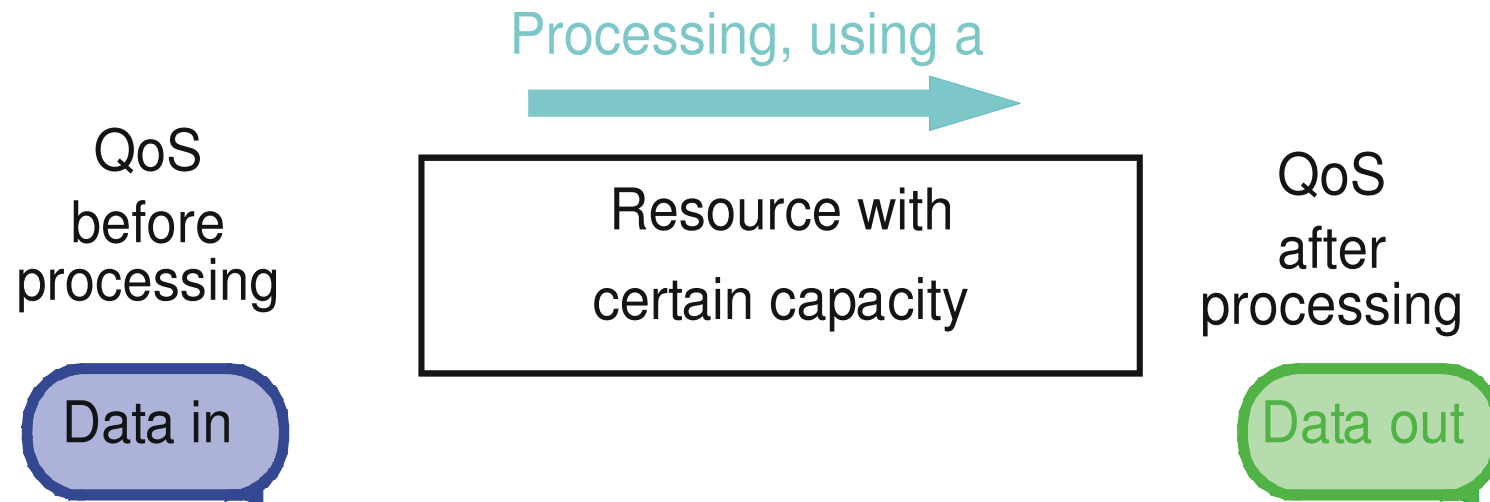 Processing, using a
QoS
before
processing
Resource with
certain capacity
QoS
after
processing
Data in
Data out